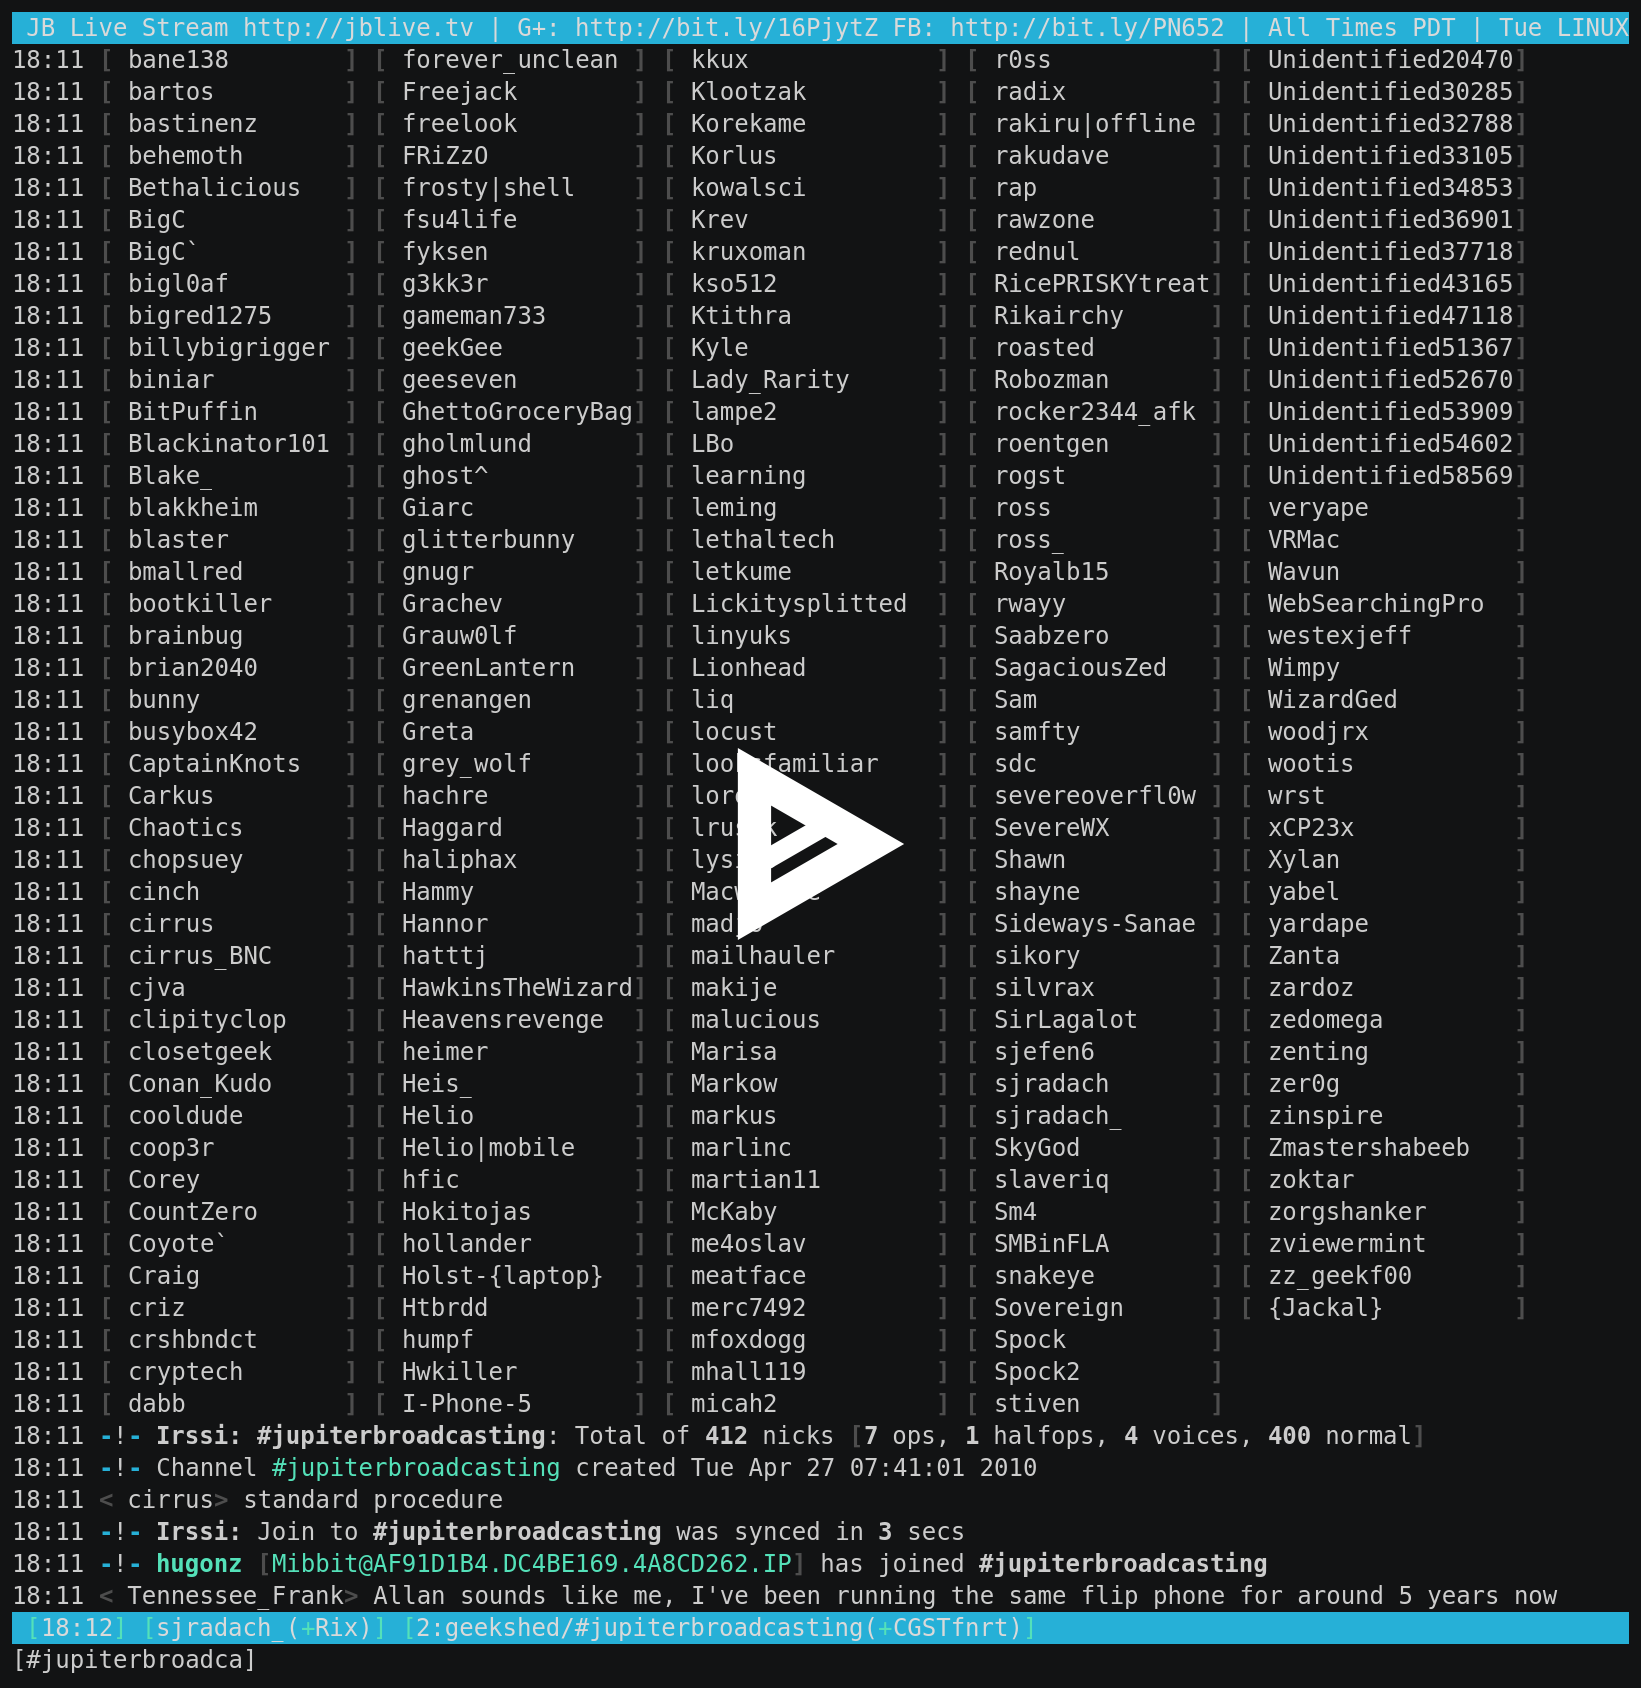 JB Live Stream http://jblive.tv | G+: http://bit.ly/16PjytZ FB: http://bit.ly/PN652 | All Times PDT | Tue LINUX
18:11 [ bane138 ] [ forever_unclean ] [ kkux ] [ r0ss ] [ Unidentified20470]
18:11 [ bartos ] [ Freejack ] [ Klootzak ] [ radix ] [ Unidentified30285]
18:11 [ bastinenz ] [ freelook ] [ Korekame ] [ rakiru|offline ] [ Unidentified32788]
18:11 [ behemoth ] [ FRiZzO ] [ Korlus ] [ rakudave ] [ Unidentified33105]
18:11 [ Bethalicious ] [ frosty|shell ] [ kowalsci ] [ rap ] [ Unidentified34853]
18:11 [ BigC ] [ fsu4life ] [ Krev ] [ rawzone ] [ Unidentified36901]
18:11 [ BigC` ] [ fyksen ] [ kruxoman ] [ rednul ] [ Unidentified37718]
18:11 [ bigl0af ] [ g3kk3r ] [ kso512 ] [ RicePRISKYtreat] [ Unidentified43165]
18:11 [ bigred1275 ] [ gameman733 ] [ Ktithra ] [ Rikairchy ] [ Unidentified47118]
18:11 [ billybigrigger ] [ geekGee ] [ Kyle ] [ roasted ] [ Unidentified51367]
18:11 [ biniar ] [ geeseven ] [ Lady_Rarity ] [ Robozman ] [ Unidentified52670]
18:11 [ BitPuffin ] [ GhettoGroceryBag] [ lampe2 ] [ rocker2344_afk ] [ Unidentified53909]
18:11 [ Blackinator101 ] [ gholmlund ] [ LBo ] [ roentgen ] [ Unidentified54602]
18:11 [ Blake_ ] [ ghost^ ] [ learning ] [ rogst ] [ Unidentified58569]
18:11 [ blakkheim ] [ Giarc ] [ leming ] [ ross ] [ veryape ]
18:11 [ blaster ] [ glitterbunny ] [ lethaltech ] [ ross_ ] [ VRMac ]
18:11 [ bmallred ] [ gnugr ] [ letkume ] [ Royalb15 ] [ Wavun ]
18:11 [ bootkiller ] [ Grachev ] [ Lickitysplitted ] [ rwayy ] [ WebSearchingPro ]
18:11 [ brainbug ] [ Grauw0lf ] [ linyuks ] [ Saabzero ] [ westexjeff ]
18:11 [ brian2040 ] [ GreenLantern ] [ Lionhead ] [ SagaciousZed ] [ Wimpy ]
18:11 [ bunny ] [ grenangen ] [ liq ] [ Sam ] [ WizardGed ]
18:11 [ busybox42 ] [ Greta ] [ locust ] [ samfty ] [ woodjrx ]
18:11 [ CaptainKnots ] [ grey_wolf ] [ ] [ sdc ] [ wootis ]
18:11 [ Carkus ] [ hachre ] [ ] [ severeoverfl0w ] [ wrst ]
18:11 [ Chaotics ] [ Haggard ] [ ] [ SevereWX ] [ xCP23x ]
18:11 [ chopsuey ] [ haliphax ] [ ] [ Shawn ] [ Xylan ]
18:11 [ cinch ] [ Hammy ] [ ] [ shayne ] [ yabel ]
18:11 [ cirrus ] [ Hannor ] [ ] [ Sideways-Sanae ] [ yardape ]
18:11 [ cirrus_BNC ] [ hatttj ] [ mailhauler ] [ sikory ] [ Zanta ]
18:11 [ cjva ] [ HawkinsTheWizard] [ makije ] [ silvrax ] [ zardoz ]
18:11 [ clipityclop ] [ Heavensrevenge ] [ malucious ] [ SirLagalot ] [ zedomega ]
18:11 [ closetgeek ] [ heimer ] [ Marisa ] [ sjefen6 ] [ zenting ]
18:11 [ Conan_Kudo ] [ Heis_ ] [ Markow ] [ sjradach ] [ zer0g ]
18:11 [ cooldude ] [ Helio ] [ markus ] [ sjradach_ ] [ zinspire ]
18:11 [ coop3r ] [ Helio|mobile ] [ marlinc ] [ SkyGod ] [ Zmastershabeeb ]
18:11 [ Corey ] [ hfic ] [ martian11 ] [ slaveriq ] [ zoktar ]
18:11 [ CountZero ] [ Hokitojas ] [ McKaby ] [ Sm4 ] [ zorgshanker ]
18:11 [ Coyote` ] [ hollander ] [ me4oslav ] [ SMBinFLA ] [ zviewermint ]
18:11 [ Craig ] [ Holst-{laptop} ] [ meatface ] [ snakeye ] [ zz_geekf00 ]
18:11 [ criz ] [ Htbrdd ] [ merc7492 ] [ Sovereign ] [ {Jackal} ]
18:11 [ crshbndct ] [ humpf ] [ mfoxdogg ] [ Spock ]
18:11 [ cryptech ] [ Hwkiller ] [ mhall119 ] [ Spock2 ]
18:11 [ dabb ] [ I-Phone-5 ] [ micah2 ] [ stiven ]
18:11 -!- Irssi: #jupiterbroadcasting: Total of 412 nicks [7 ops, 1 halfops, 4 voices, 400 normal]
18:11 -!- Channel #jupiterbroadcasting created Tue Apr 27 07:41:01 2010
18:11 < cirrus> standard procedure
18:11 -!- Irssi: Join to #jupiterbroadcasting was synced in 3 secs
18:11 -!- hugonz [Mibbit@AF91D1B4.DC4BE169.4A8CD262.IP] has joined #jupiterbroadcasting
18:11 < Tennessee_Frank> Allan sounds like me, I've been running the same flip phone for around 5 years now
[18:12] [sjradach_(+Rix)] [2:geekshed/#jupiterbroadcasting(+CGSTfnrt)]
[#jupiterbroadca]